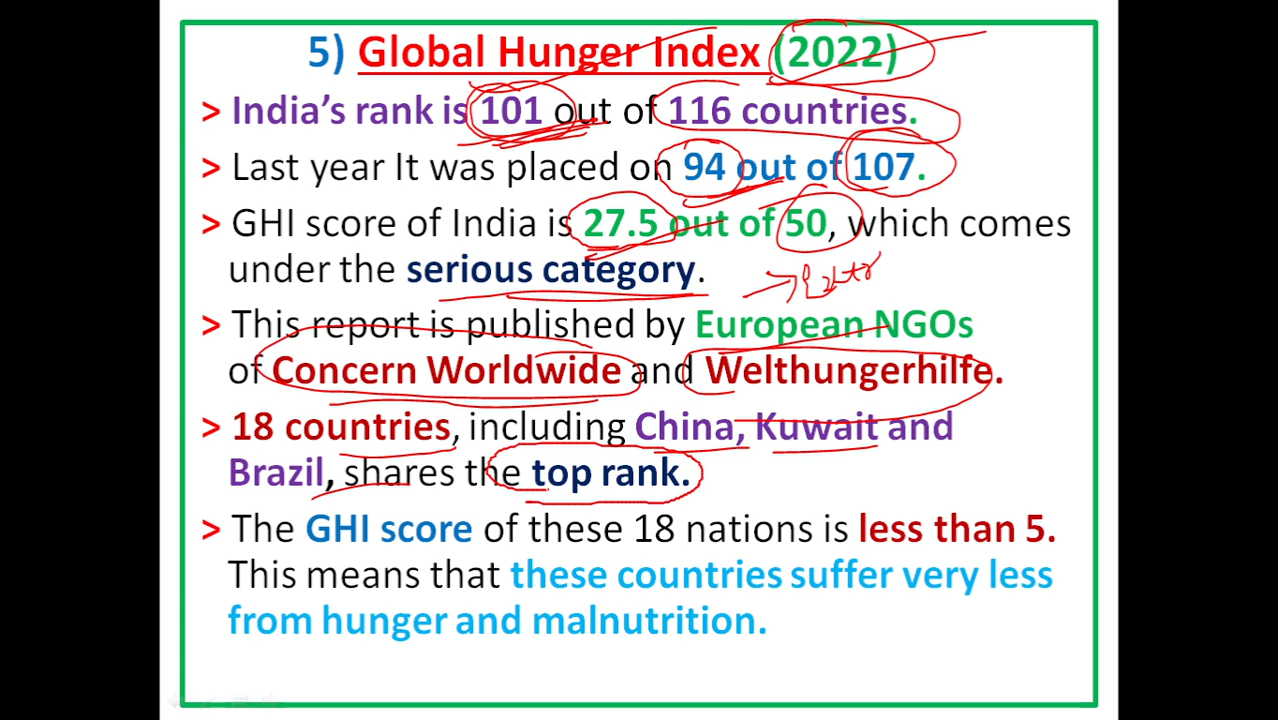 5) Global Hunger Index (2022)
> India's rank is 101 out of 116 countries.
> Last year It was placed on 94 out of 107.
> GHI score of India is 27.5 out of 50, which comes
under the serious category.
> This report is published by European NGOs
of Concern Worldwide and Welthungerhilfe.
> 18 countries, including China, Kuwait and
Brazil, shares the top rank.
> The GHI score of these 18 nations is less than 5.
This means that these countries suffer very less
from hunger and malnutrition.